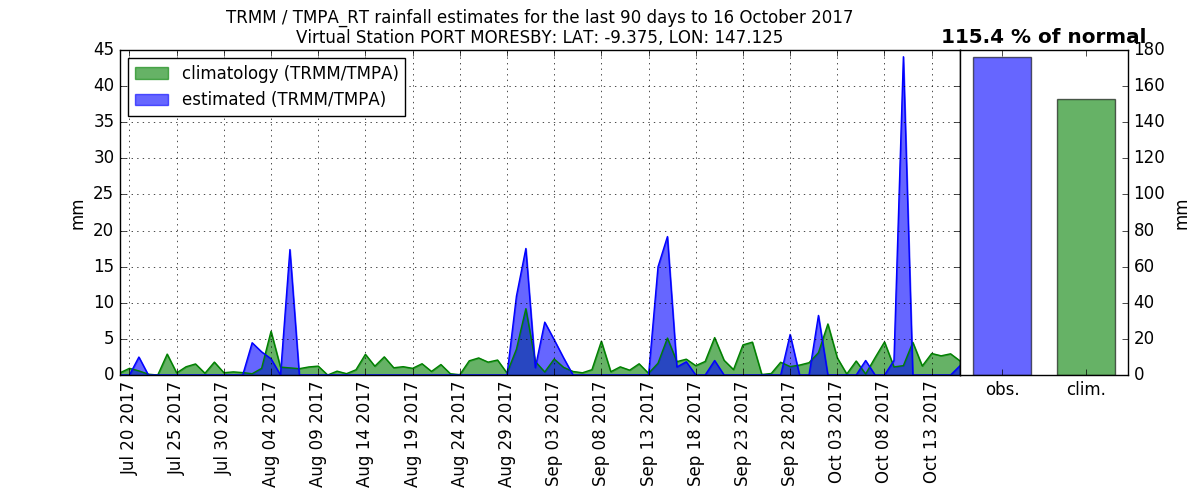 TRMM / TMPA_RT rainfall estimates for the last 90 days to 16 October 2017
Virtual Station PORT MORESBY: LAT: -9.375, LON: 147.125
115.4 % of normal
climatology (TRMM/TMPA)
estimated (TRMM/TMPA)
mm
45
40
35
30
25
20
15
10
5
0
Jul 20 2017
Jul 25 2017
Jul 30 2017
Aug 04 2017
Aug 09 2017
Aug 14 2017
Aug 19 2017
Aug 24 2017
Aug 29 2017
Sep 03 2017
Sep 08 2017
Sep 13 2017
Sep 18 2017
Sep 23 2017
Sep 28 2017
Oct 03 2017
Oct 08 2017
Oct 13 2017
obs.
clim.
180
160
140
120
100
80
60
40
20
0
mm